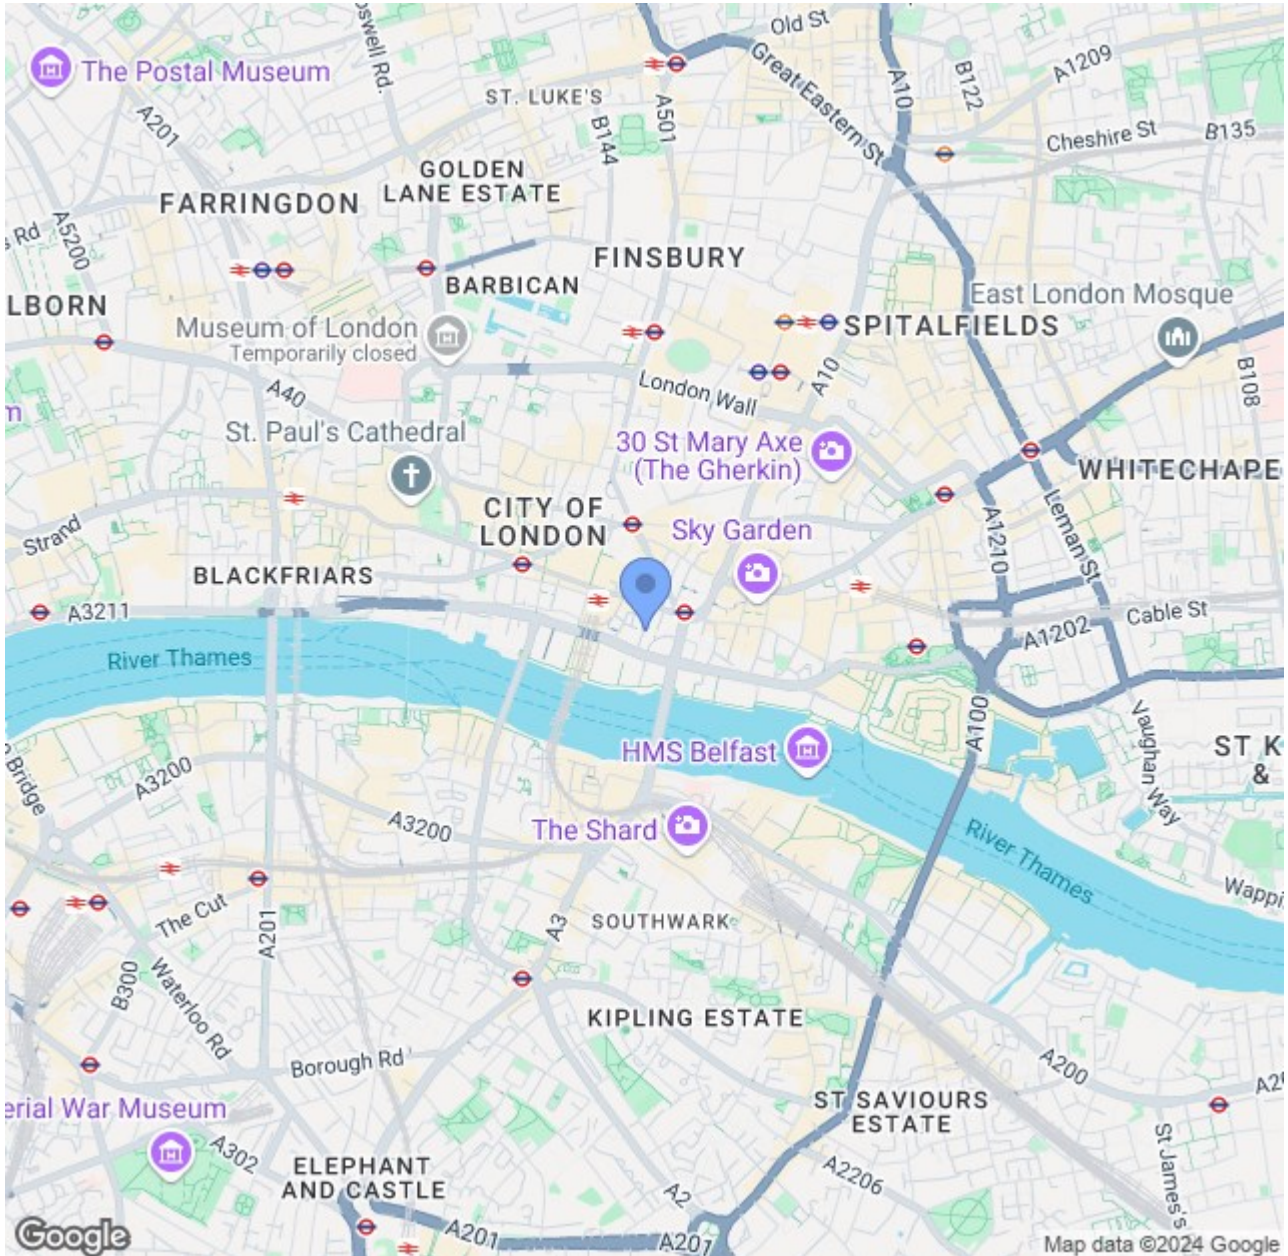 Old St
The Postal Museum
oswell Rd
Great Eastern St
A10
B122
A1209
ST. LUKE'S
A501
A201
B144
Cheshire St
B135
GOLDEN
LANE ESTATE
FARRINGDON
A5200
s Rd
FINSBURY
BARBICAN
East London Mosque
LBORN
Museum of London
Temporarily closed
SPITALFIELDS
A10
B108
A40
London Wall
m
St. Paul's Cathedral
30 St Mary Axe
(The Gherkin)
WHITECHAPE
CITY OF
LONDON
Strand
Sky Garden
A1210
Leman St
BLACKFRIARS
A3211
Cable St
A1202
River Thames
A100
Vaughan Way
HMS Belfast
ST K
&
s Bridge
A3200
A3200
The Shard
River Thames
The Cut
A201
A3
SOUTHWARK
Wappi
B300
Waterloo Rd
KIPLING ESTATE
Borough Rd
A200
A2
erial War Museum
ST SAVIOURS
ESTATE
A302
ELEPHANT
AND CASTLE
A2
A2206
St James's
A201
A201
Google
Map data ©2024 Google